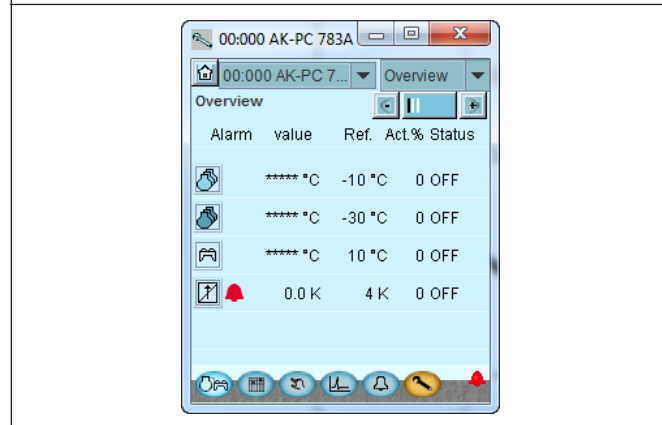 00:000 AK-PC 783A
00:000 AK-PC 7... Overview
Overview
Alarm value Ref. Act.% Status
***** °C -10 °C 0 OFF
***** °C -30 °C 0 OFF
***** °C 10 °C 0 OFF
0.0 K 4 K 0 OFF